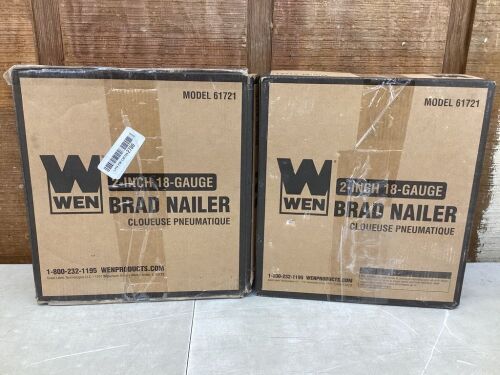 MODEL 61721
WEN
2-INCH 18-GAUGE
BRAD NAILER
CLOUEUSE PNEUMATIQUE
1-800-232-1195 WENPRODUCTS.COM
MODEL 61721
WEN
2-INCH 18-GAUGE
BRAD NAILER
CLOUEUSE PNEUMATIQUE
1-800-232-1195 WENPRODUCTS.COM